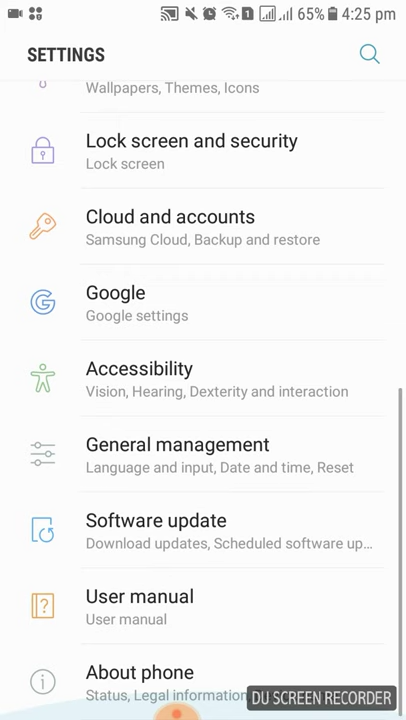 1 65% 4:25 pm
SETTINGS
Wallpapers, Themes, Icons
Lock screen and security
Lock screen
Cloud and accounts
Samsung Cloud, Backup and restore
Google
Google settings
Accessibility
Vision, Hearing, Dexterity and interaction
General management
Language and input, Date and time, Reset
Software update
Download updates, Scheduled software up...
User manual
User manual
About phone
Status, Legal information
DU SCREEN RECORDER